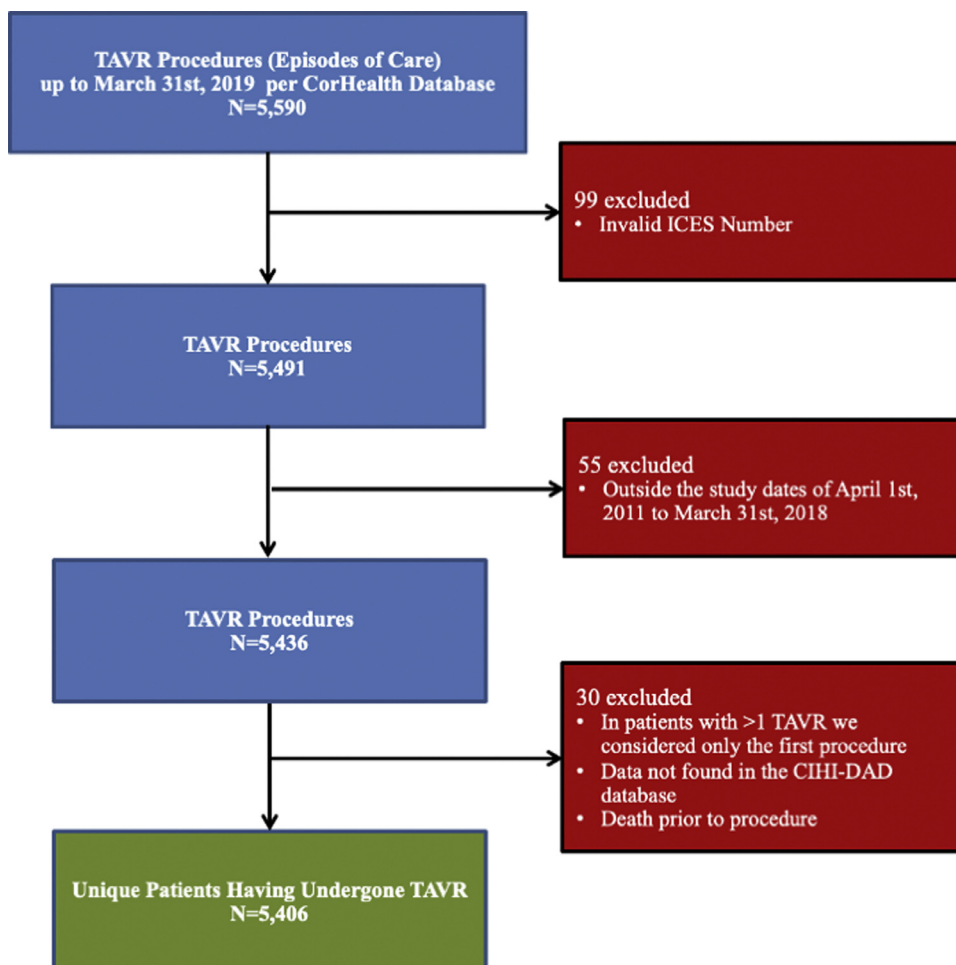 TAVR Procedures (Episodes of Care)
up to March 31st, 2019  per CorHealth Database
N=5,590
99 excluded
• Invalid ICES Number
TAVR Procedures
N=5,491
55 excluded
• Outside the study dates of April 1st,
2011 to March 31st, 2018
TAVR Procedures
N=5,436
30 excluded
• In patients with >1 TAVR we
considered only the first procedure
• Data not found in the CIHI-DAD
database
• Death prior to procedure
Unique Patients Having Undergone TAVR
N=5,406